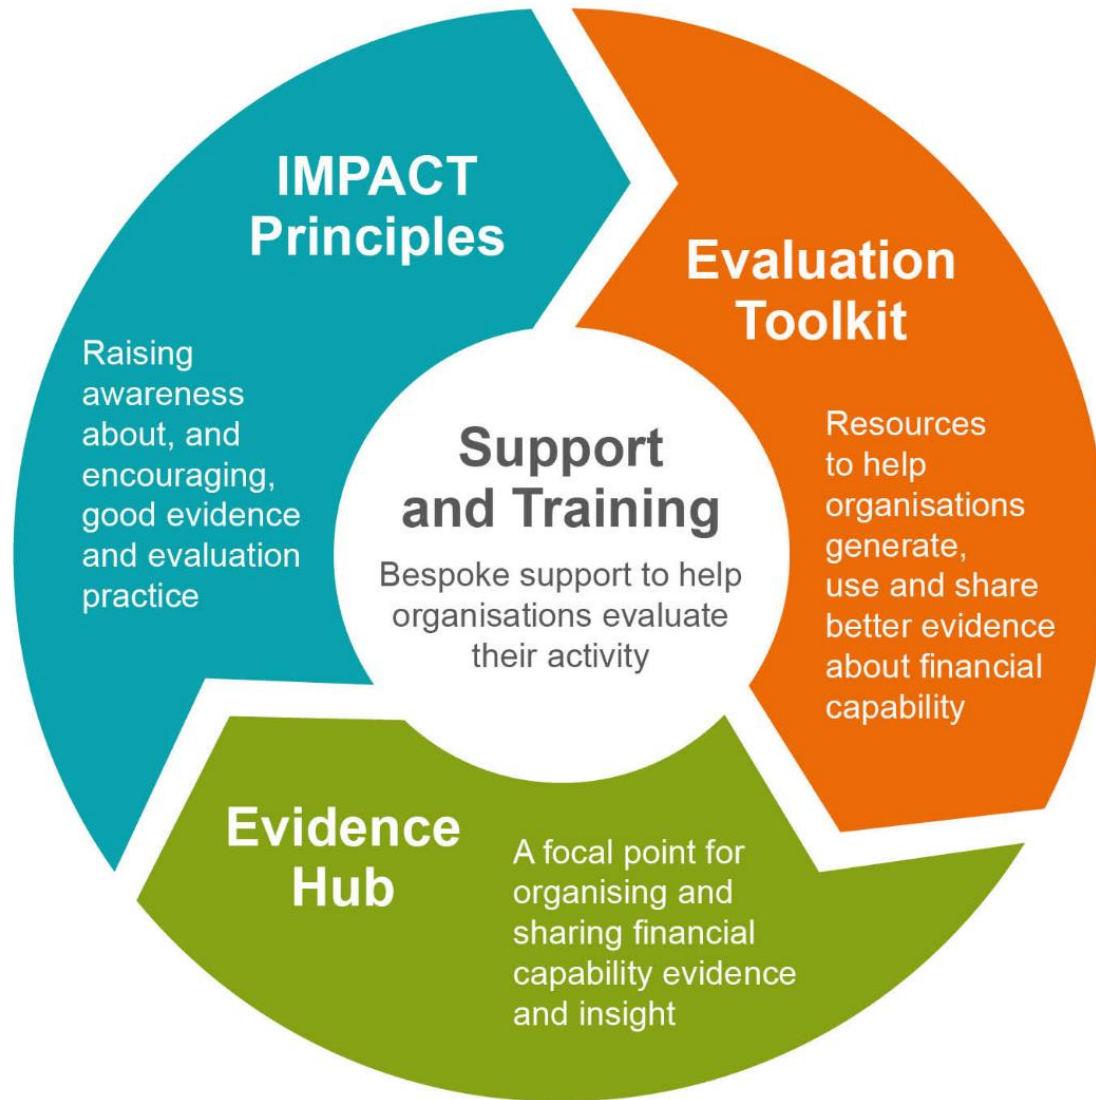 IMPACT
Principles
Raising
awareness
about, and
encouraging,
good evidence
and evaluation
practice
Evaluation
Toolkit
Resources
to help
organisations
generate,
use and share
better evidence
about financial
capability
Support
and Training
Bespoke support to help
organisations evaluate
their activity
Evidence
Hub
A focal point for
organising and
sharing financial
capability evidence
and insight